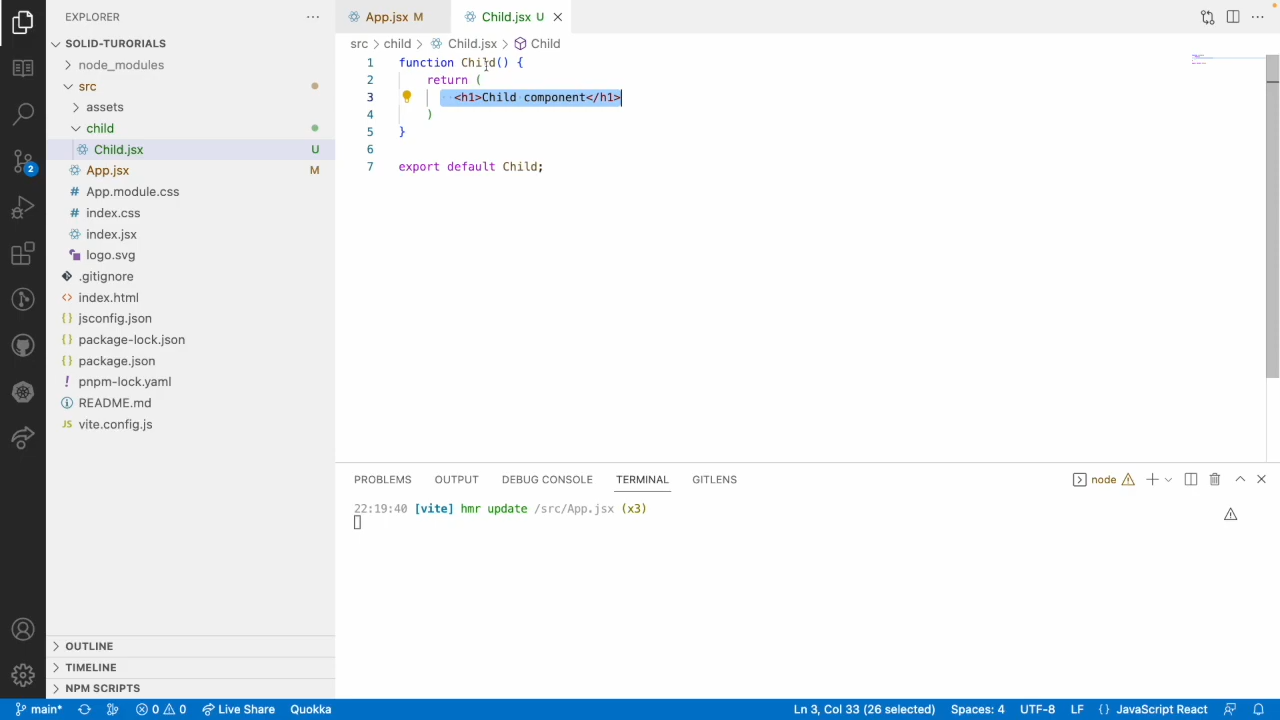 EXPLORER
SOLID-TURORIALS
node_modules
src
assets
child
Child.jsx U
App.jsx M
App.module.css
index.css
index.jsx
logo.svg
.gitignore
index.html
jsconfig.json
package-lock.json
package.json
pnpm-lock.yaml
README.md
vite.config.js
OUTLINE
TIMELINE
NPM SCRIPTS
2
App.jsx M
Child.jsx U
src > child > Child.jsx > Child
1 function Child() {
2 return (
3 <h1>Child component</h1>
4 )
5 }
6
7 export default Child;
PROBLEMS OUTPUT DEBUG CONSOLE TERMINAL GITLENS
node
22:19:40 [vite] hmr update /src/App.jsx (x3)
main* 0 0 Live Share Quokka
Ln 3, Col 33 (26 selected) Spaces: 4 UTF-8 LF {} JavaScript React